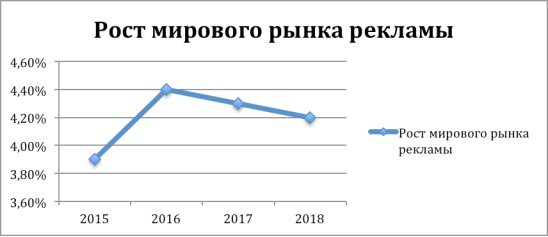 Рост мирового рынка рекламы
4,60%
4,40%
4,20%
4,00%
3,80%
3,60%
2015 2016 2017 2018
Рост мирового рынка
рекламы